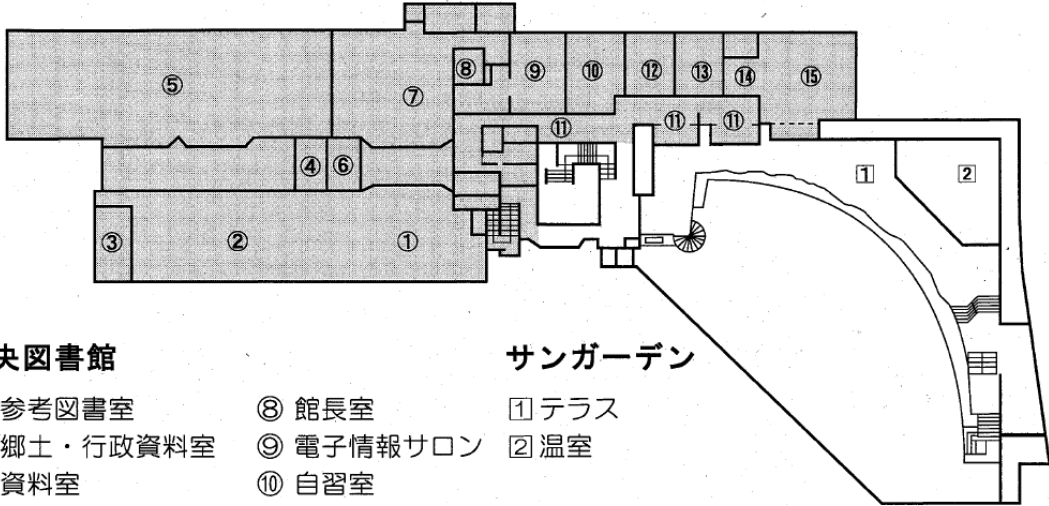 ⑤
⑦
⑧
⑨
⑩
⑫
⑬
⑭
⑮
⑪
⑪
⑪
④
⑥
③
②
①
1
2
央図書館
参考図書室
郷土・行政資料室
資料室
⑧ 館長室
⑨ 電子情報サロン
⑩ 自習室
サンガーデン
1 テラス
2 温室